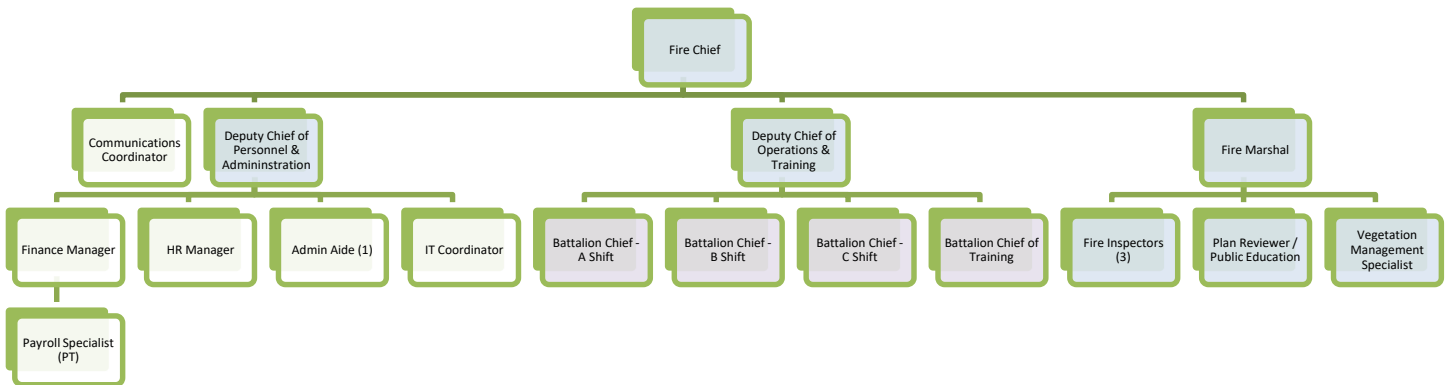 Fire Chief
Communications
Coordinator
Deputy Chief of
Personnel &
Admininstration
Deputy Chief of
Operations &
Training
Fire Marshal
Finance Manager
HR Manager
Admin Aide (1)
IT Coordinator
Battalion Chief -
A Shift
Battalion Chief -
B Shift
Battalion Chief -
C Shift
Battalion Chief of
Training
Fire Inspectors
(3)
Plan Reviewer /
Public Education
Vegetation
Management
Specialist
Payroll Specialist
(PT)